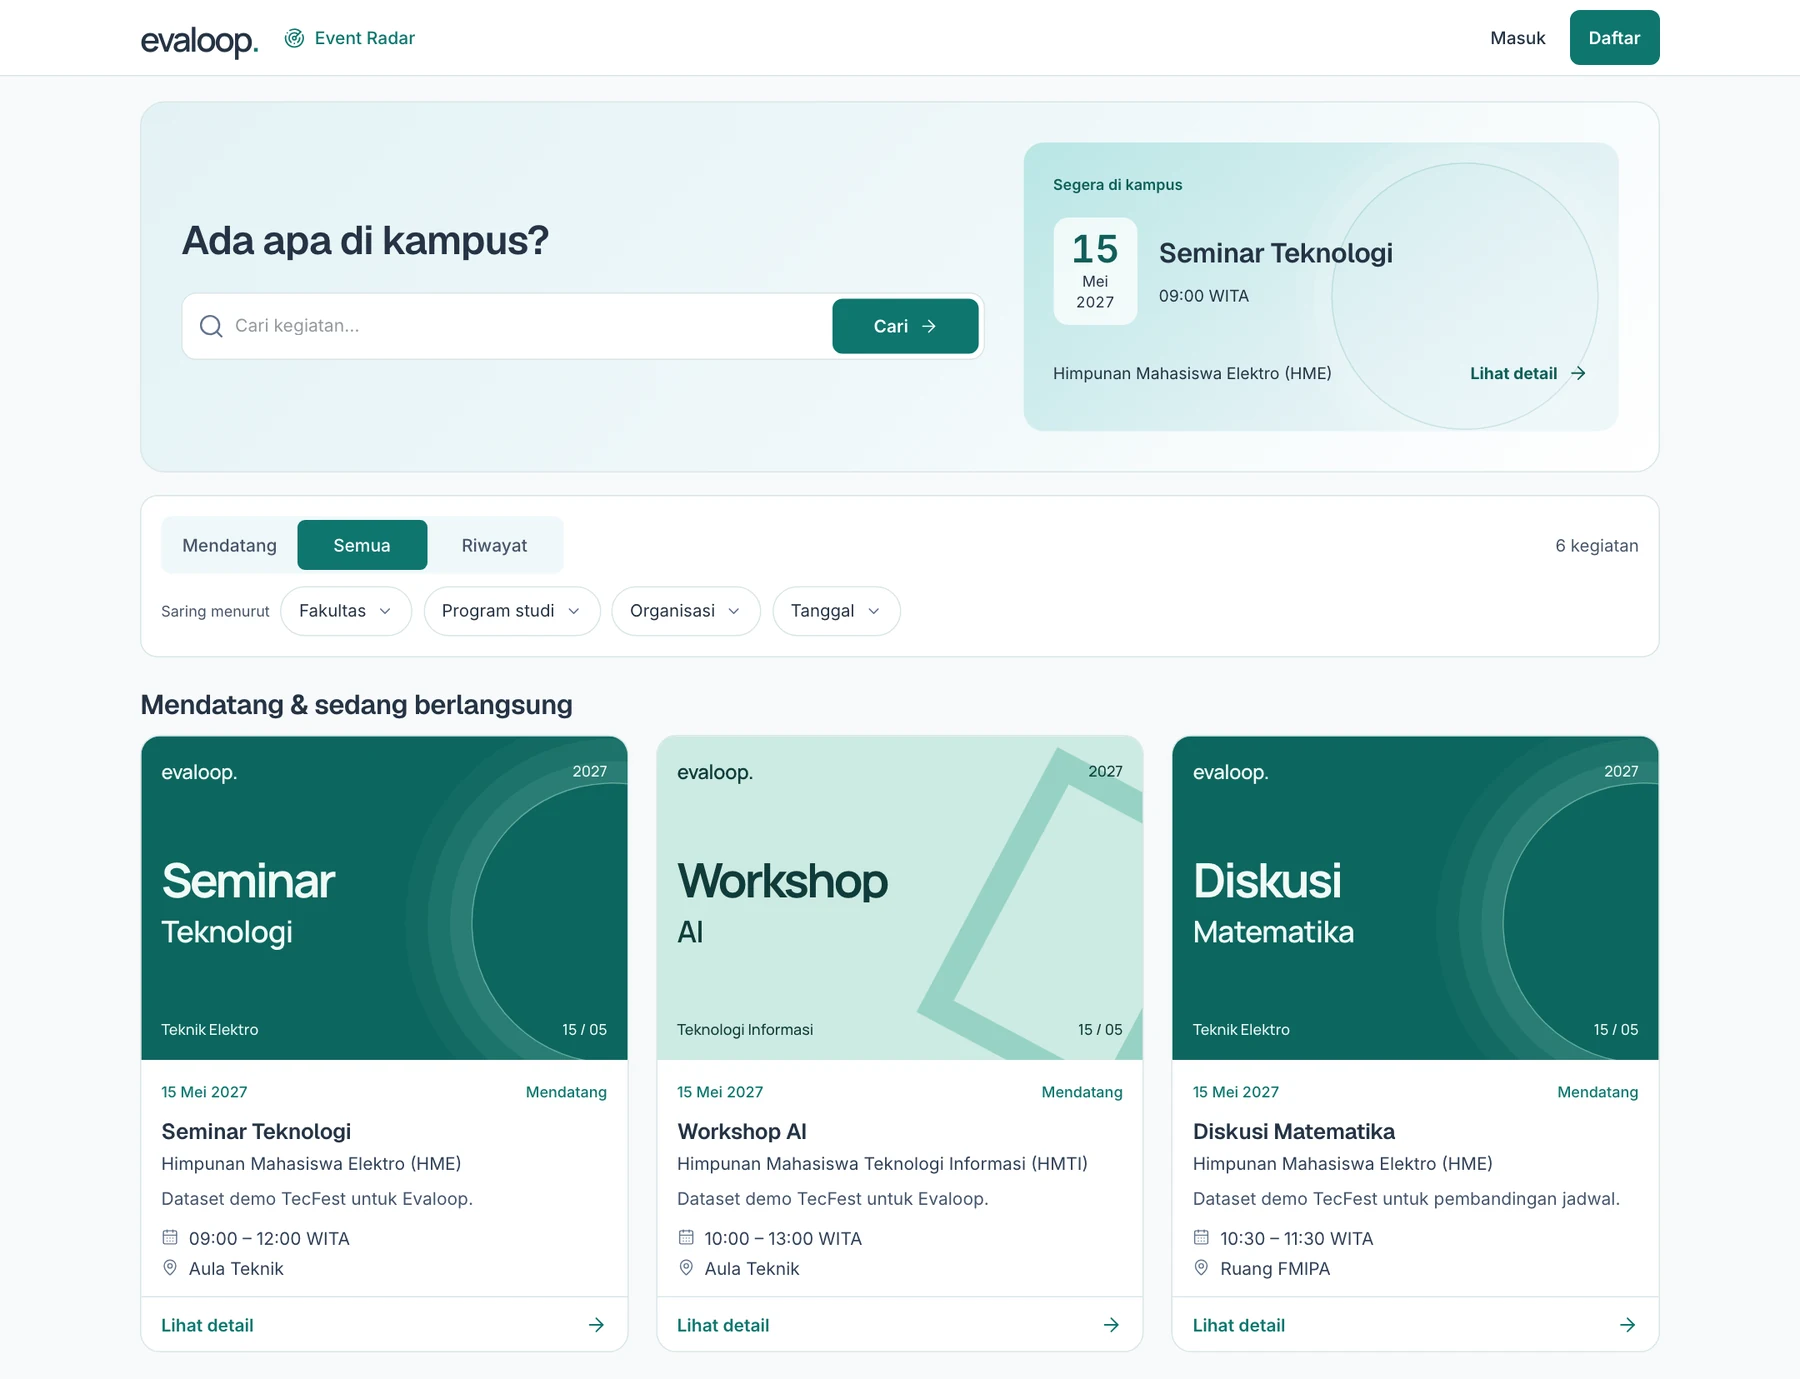 evaloop.
Event Radar
Masuk
Daftar
Ada apa di kampus?
Cari kegiatan...
Cari
Segera di kampus
15
Mei
2027
Seminar Teknologi
09:00 WITA
Himpunan Mahasiswa Elektro (HME)
Lihat detail
Mendatang
Semua
Riwayat
6 kegiatan
Saring menurut
Fakultas
Program studi
Organisasi
Tanggal
Mendatang & sedang berlangsung
evaloop.
2027
Seminar
Teknologi
Teknik Elektro
15 / 05
15 Mei 2027
Mendatang
Seminar Teknologi
Himpunan Mahasiswa Elektro (HME)
Dataset demo TecFest untuk Evaloop.
09:00 – 12:00 WITA
Aula Teknik
Lihat detail
evaloop.
2027
Workshop
AI
Teknologi Informasi
15 / 05
15 Mei 2027
Mendatang
Workshop AI
Himpunan Mahasiswa Teknologi Informasi (HMTI)
Dataset demo TecFest untuk Evaloop.
10:00 – 13:00 WITA
Aula Teknik
Lihat detail
evaloop.
2027
Diskusi
Matematika
Teknik Elektro
15 / 05
15 Mei 2027
Mendatang
Diskusi Matematika
Himpunan Mahasiswa Elektro (HME)
Dataset demo TecFest untuk pembandingan jadwal.
10:30 – 11:30 WITA
Ruang FMIPA
Lihat detail